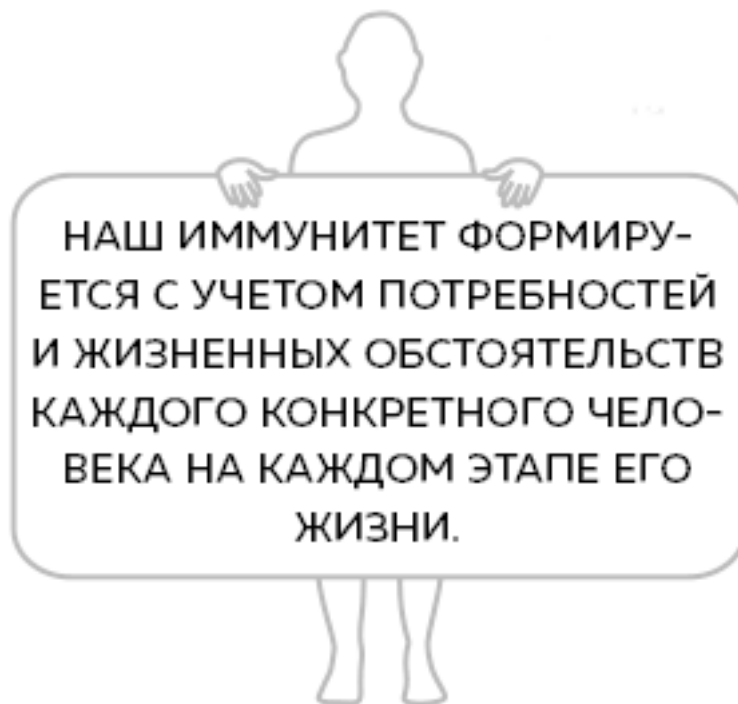 НАШ ИММУНИТЕТ ФОРМИРУ-
ЕТСЯ С УЧЕТОМ ПОТРЕБНОСТЕЙ
И ЖИЗНЕННЫХ ОБСТОЯТЕЛЬСТВ
КАЖДОГО КОНКРЕТНОГО ЧЕЛО-
ВЕКА НА КАЖДОМ ЭТАПЕ ЕГО
ЖИЗНИ.